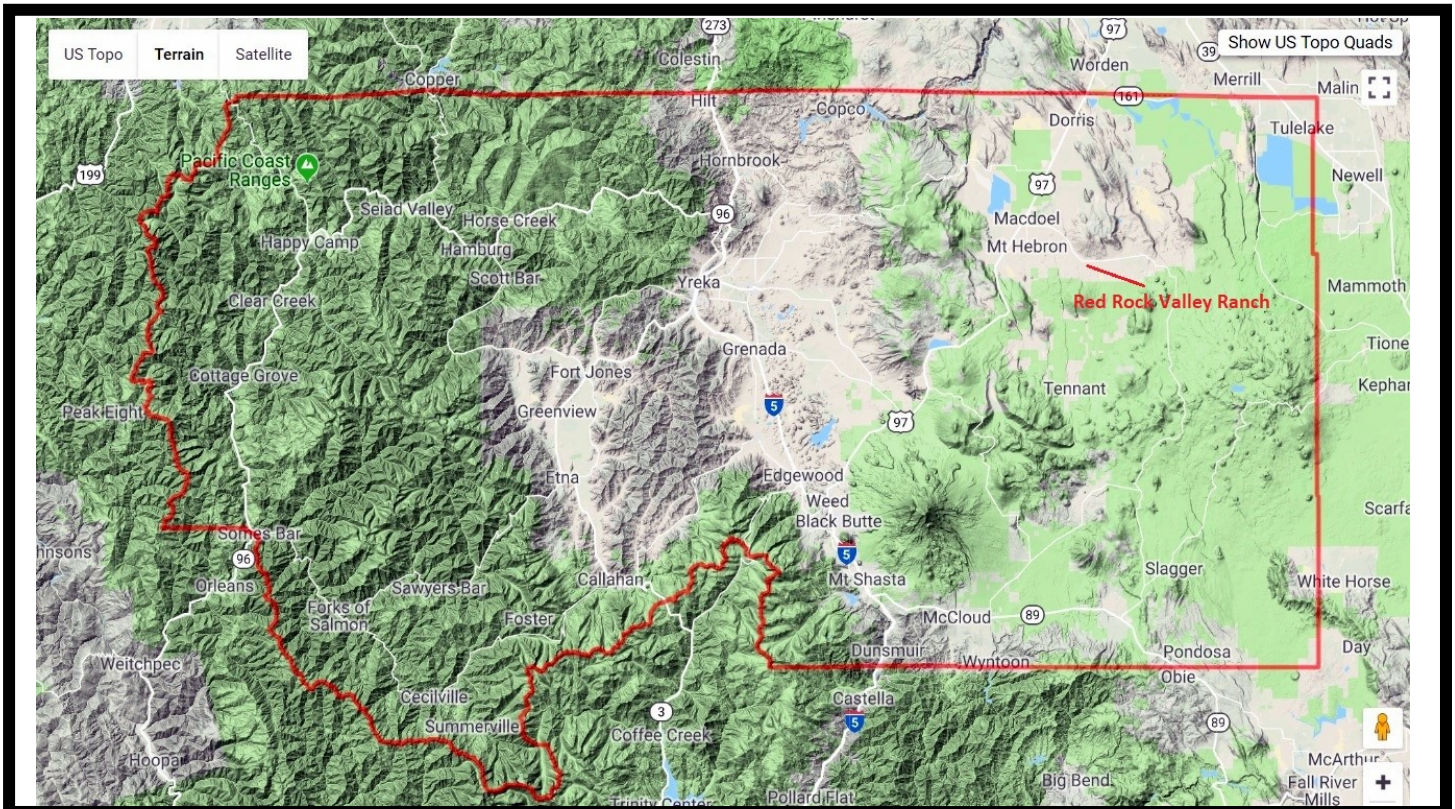 US Topo
Terrain
Satellite
273
97
Colestin
Show US Topo Quads
39
Worden
Merrill
Copper
Malin
Hilt
Copco
161
Dorris
Tulelake
Pacific Coast
Ranges
Hornbrook
199
97
Newell
Seiad Valley
Horse Creek
96
Macdoel
Happy Camp
Hamburg
Mt Hebron
Scott Bar
Yreka
Mammoth
Clear Creek
Red Rock Valley Ranch
Grenada
Tione
Fort Jones
Cottage Grove
Kephar
Tennant
Peak Eight
Greenview
5
97
Etna
Edgewood
Weed
Scarfa
Black Butte
Somes Bar
hnsons
96
5
Slagger
Orleans
Sawyers Bar
Callahan
Mt Shasta
White Horse
Forks of
Salmon
Foster
McCloud
89
Dunsmuir
Day
Weitchpec
Wyntoon
Pondosa
Obie
Cecilville
Castella
Summerville
3
5
Coffee Creek
89
Hoopa
McArthur
Big Bend
Fall River
Mills
Trinity Center
Pollard Flat